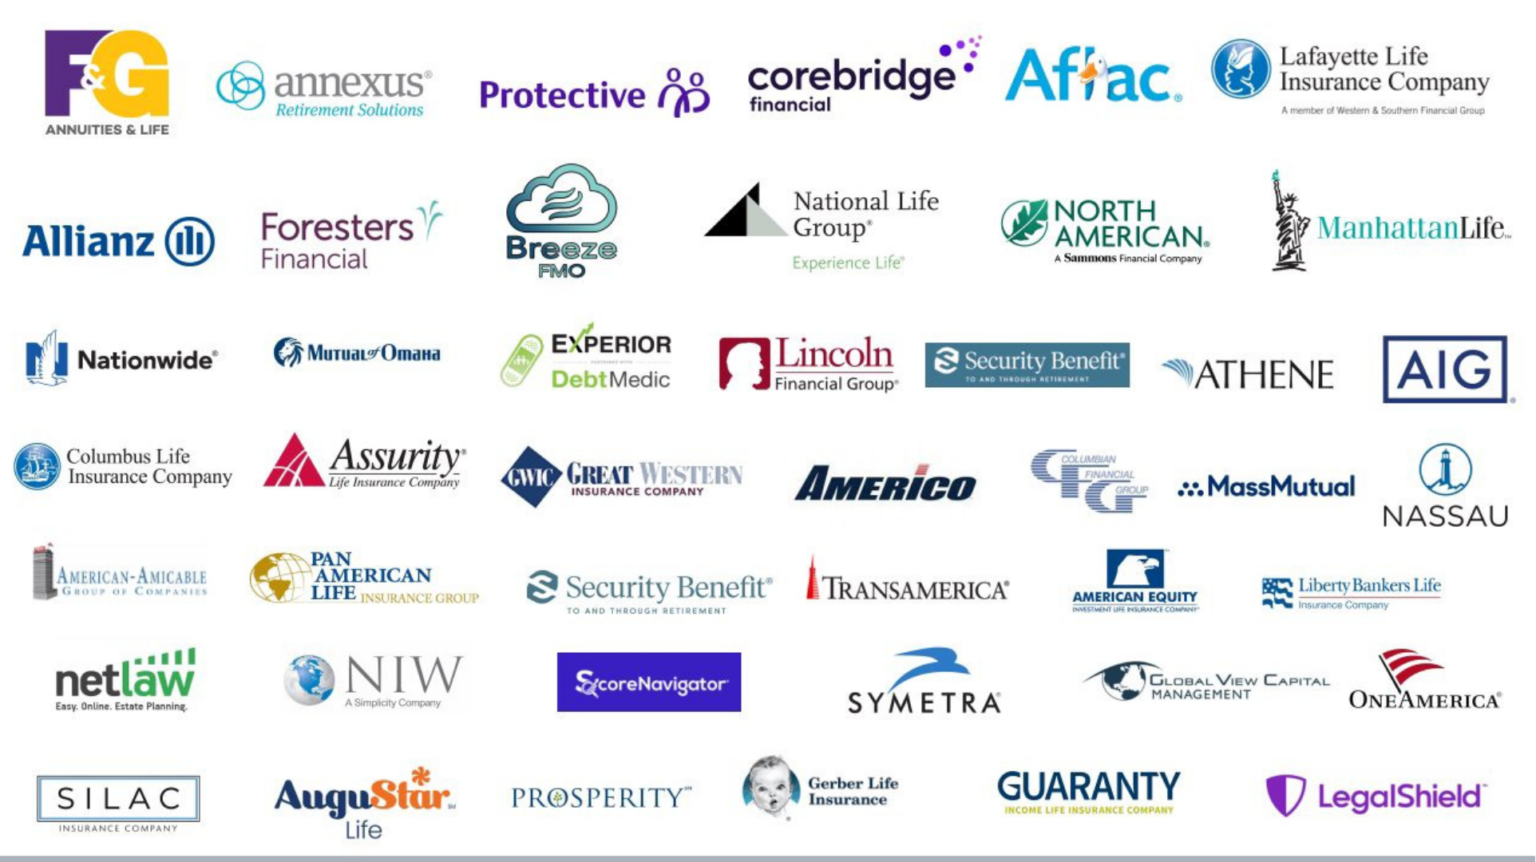 F&G
ANNUITIES & LIFE
annexus®
Retirement Solutions
Protective
corebridge
financial
Aflac®
Lafayette Life
Insurance Company
A member of Western & Southern Financial Group
Allianz
Foresters
Financial
Breeze
FMO
National Life
Group®
Experience Life®
NORTH
AMERICAN®
A Sammons Financial Company
ManhattanLife™
Nationwide®
Mutual of Omaha
EXPERIOR
DebtMedic
Lincoln
Financial Group®
Security Benefit®
TO AND THROUGH RETIREMENT
ATHENE
AIG®
Columbus Life
Insurance Company
Assurity®
Life Insurance Company
GWIC GREAT WESTERN
INSURANCE COMPANY
AMERICO
CFG
COLUMBIAN
FINANCIAL
GROUP
MassMutual
NASSAU
AMERICAN-AMICABLE
GROUP OF COMPANIES
PAN
AMERICAN
LIFE INSURANCE GROUP
Security Benefit®
TO AND THROUGH RETIREMENT
TRANSAMERICA®
AMERICAN EQUITY
INVESTMENT LIFE INSURANCE COMPANY®
Liberty Bankers Life
Insurance Company
netlaw
Easy. Online. Estate Planning.
NIW
A Simplicity Company
ScoreNavigator
SYMETRA®
GLOBAL VIEW CAPITAL
MANAGEMENT
ONEAMERICA®
SILAC
INSURANCE COMPANY
AuguStar℠
Life
PROSPERITY℠
Gerber Life
Insurance
GUARANTY
INCOME LIFE INSURANCE COMPANY
LegalShield